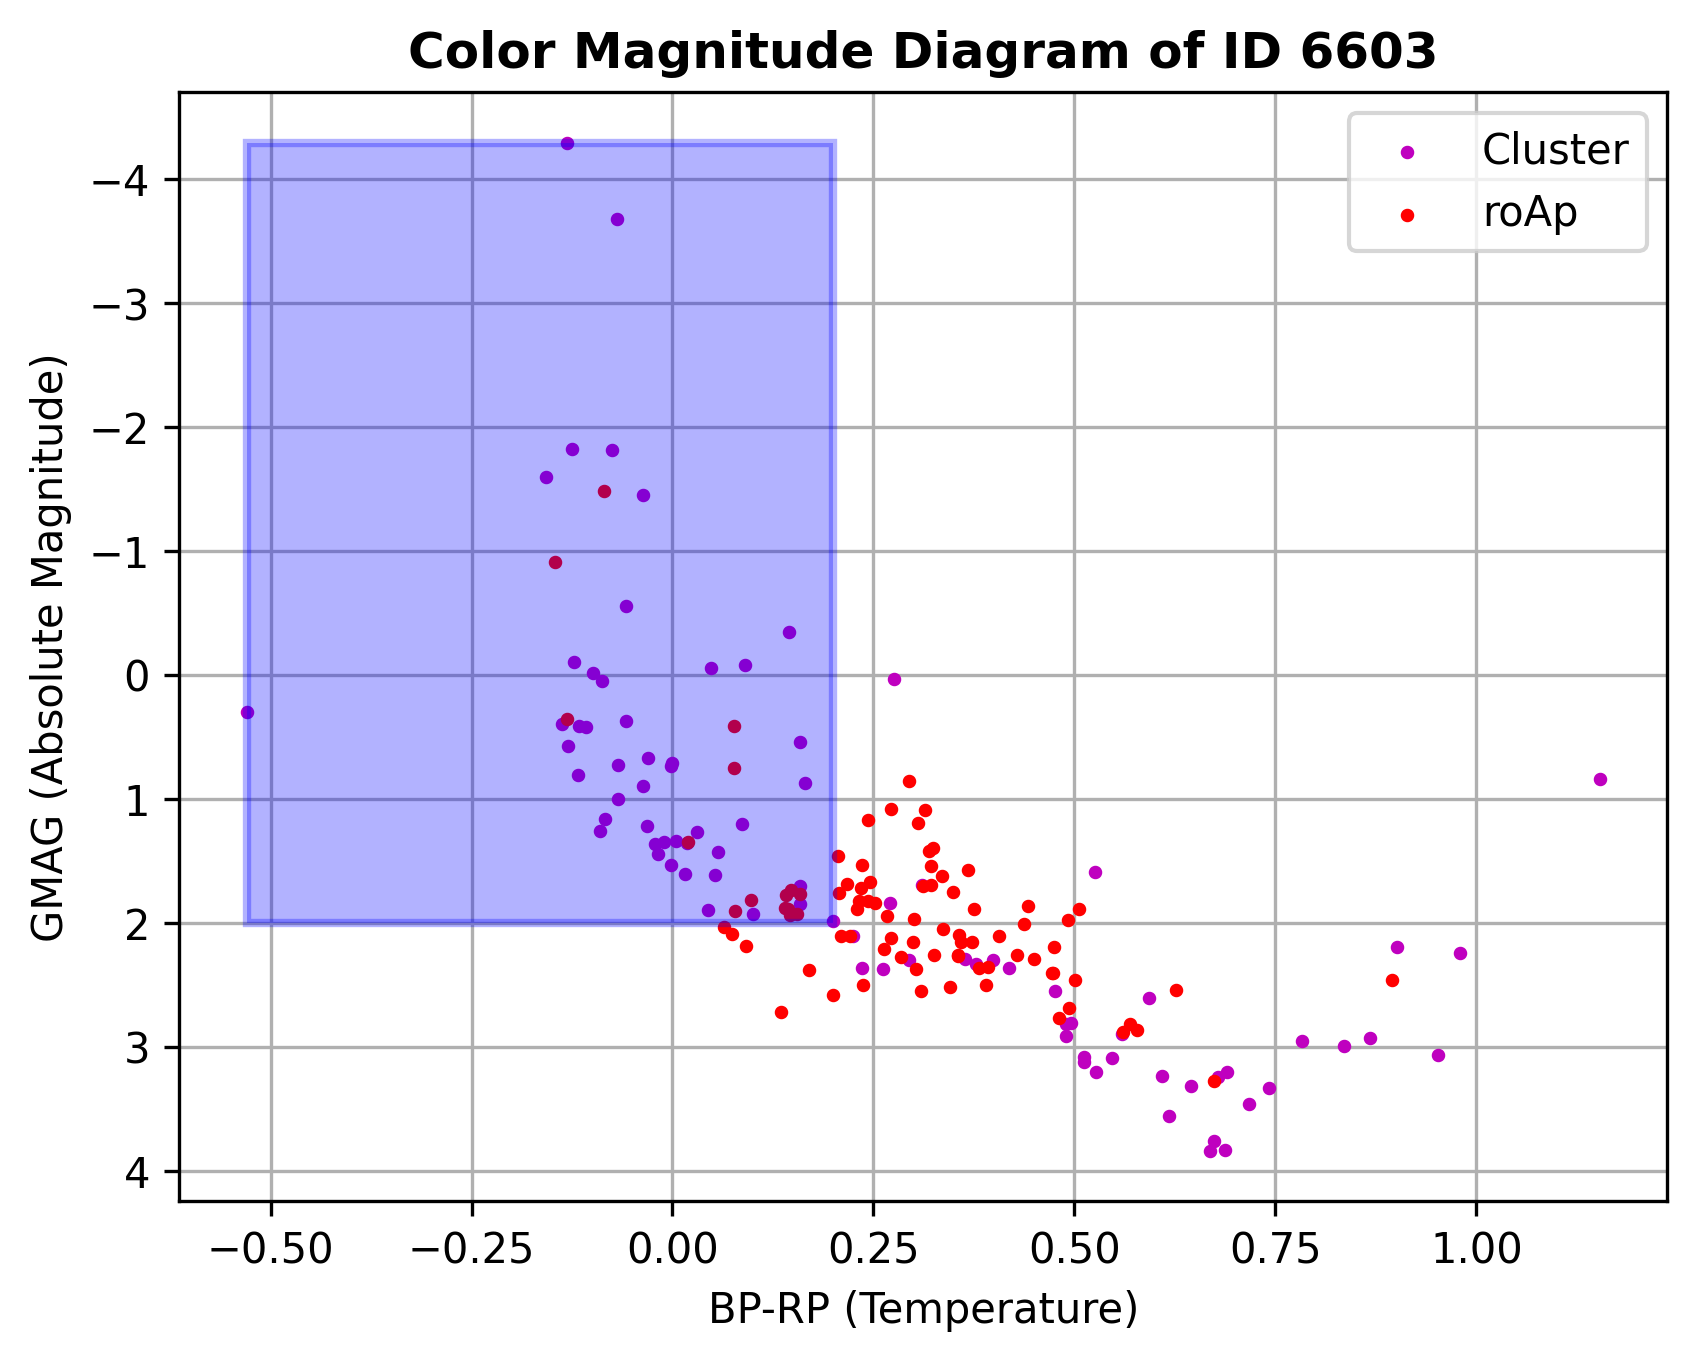 Color Magnitude Diagram of ID 6603
Cluster
roAp
GMAG (Absolute Magnitude)
−4
−3
−2
−1
0
1
2
3
4
−0.50 −0.25 0.00 0.25 0.50 0.75 1.00
BP-RP (Temperature)